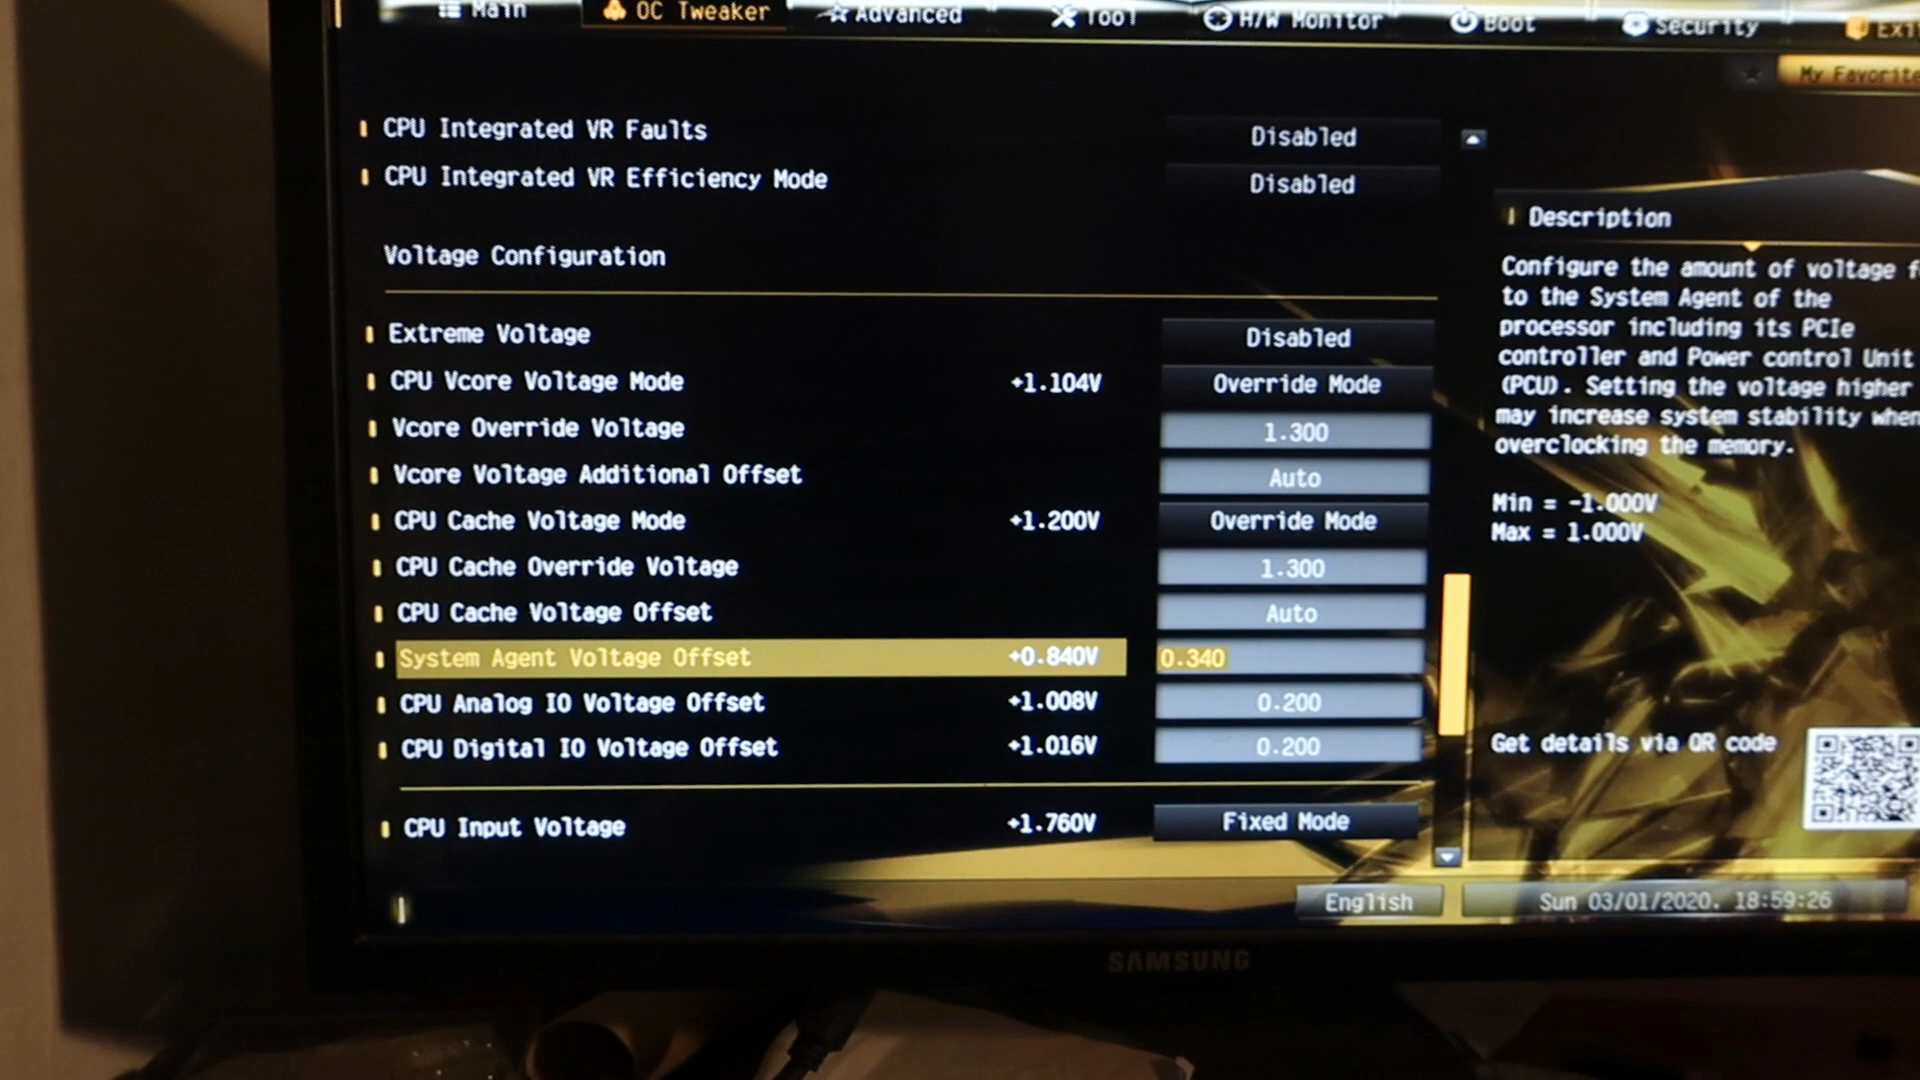 Main OC Tweaker Advanced Tool H/W Monitor Boot Security
My Favorite
CPU Integrated VR Faults Disabled
CPU Integrated VR Efficiency Mode Disabled
Voltage Configuration
Extreme Voltage Disabled
CPU Vcore Voltage Mode +1.104V Override Mode
Vcore Override Voltage 1.300
Vcore Voltage Additional Offset Auto
CPU Cache Voltage Mode +1.200V Override Mode
CPU Cache Override Voltage 1.300
CPU Cache Voltage Offset Auto
System Agent Voltage Offset +0.840V 0.340
CPU Analog IO Voltage Offset +1.008V 0.200
CPU Digital IO Voltage Offset +1.016V 0.200
CPU Input Voltage +1.760V Fixed Mode
Description
Configure the amount of voltage
to the System Agent of the
processor including its PCIe
controller and Power control Unit
(PCU). Setting the voltage higher
may increase system stability when
overclocking the memory.
Min = -1.000V
Max = 1.000V
Get details via QR code
English
Sun 03/01/2020. 18:59:26
SAMSUNG